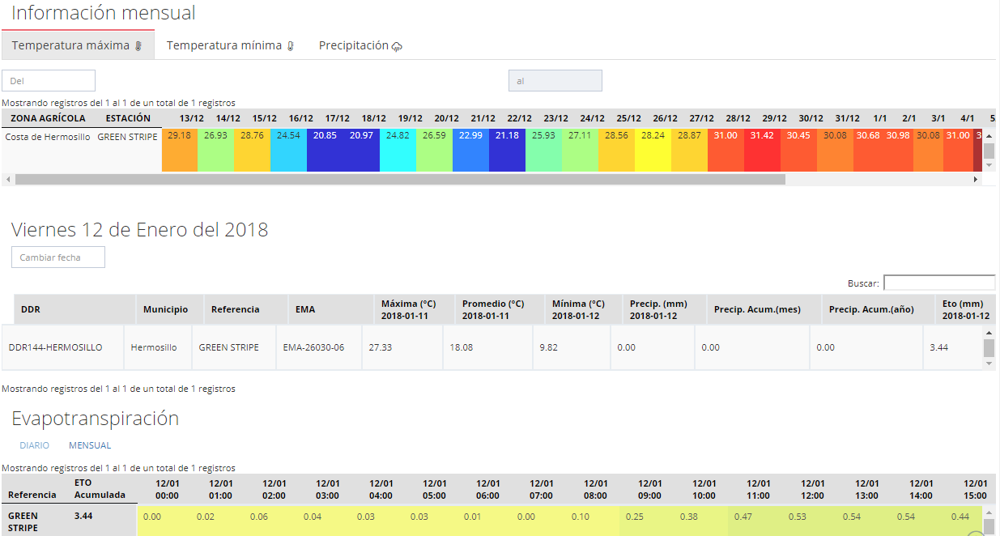 Información mensual
Temperatura máxima Temperatura mínima Precipitación
Del al
Mostrando registros del 1 al 1 de un total de 1 registros
ZONA AGRÍCOLA ESTACIÓN 13/12 14/12 15/12 16/12 17/12 18/12 19/12 20/12 21/12 22/12 23/12 24/12 25/12 26/12 27/12 28/12 29/12 30/12 31/12 1/1 2/1 3/1 4/1 5
Costa de Hermosillo GREEN STRIPE 29.18 26.93 28.76 24.54 20.85 20.97 24.82 26.59 22.99 21.18 25.93 27.11 28.56 28.24 28.87 31.00 31.42 30.45 30.08 30.68 30.98 30.08 31.00 3
Viernes 12 de Enero del 2018
Cambiar fecha
Buscar:
DDR Municipio Referencia EMA Máxima (°C) Promedio (°C) Mínima (°C) Precip. (mm) Precip. Acum.(mes) Precip. Acum.(año) Eto (mm)
2018-01-11 2018-01-11 2018-01-12 2018-01-12 2018-01-12
DDR144-HERMOSILLO Hermosillo GREEN STRIPE EMA-26030-06 27.33 18.08 9.82 0.00 0.00 0.00 3.44
Mostrando registros del 1 al 1 de un total de 1 registros
Evapotranspiración
DIARIO MENSUAL
Mostrando registros del 1 al 1 de un total de 1 registros
Referencia ETO Acumulada 12/01 12/01 12/01 12/01 12/01 12/01 12/01 12/01 12/01 12/01 12/01 12/01 12/01 12/01 12/01 12/01
00:00 01:00 02:00 03:00 04:00 05:00 06:00 07:00 08:00 09:00 10:00 11:00 12:00 13:00 14:00 15:00
GREEN STRIPE 3.44 0.00 0.02 0.06 0.04 0.03 0.03 0.01 0.00 0.10 0.25 0.38 0.47 0.53 0.54 0.54 0.44